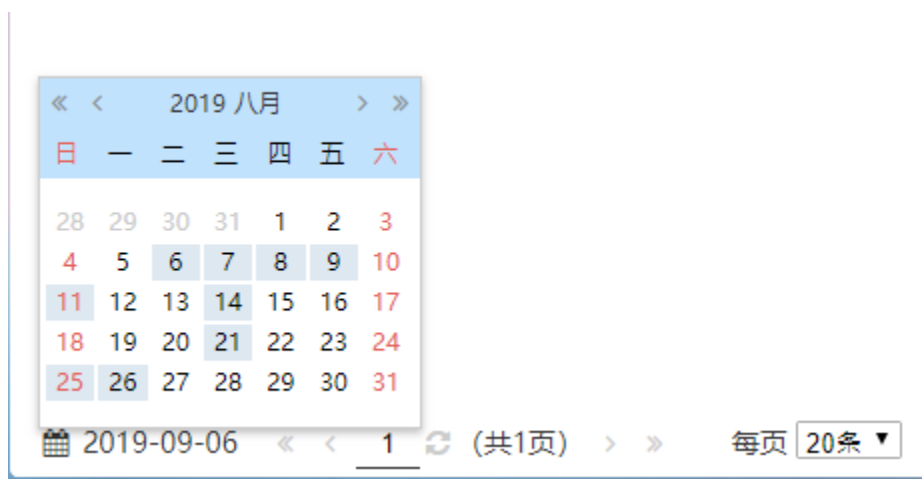 « < 2019 八月 > »
日 一 二 三 四 五 六
28 29 30 31 1 2 3
4 5 6 7 8 9 10
11 12 13 14 15 16 17
18 19 20 21 22 23 24
25 26 27 28 29 30 31
2019-09-06 « < 1 (共1页) > » 每页 20条 ▼